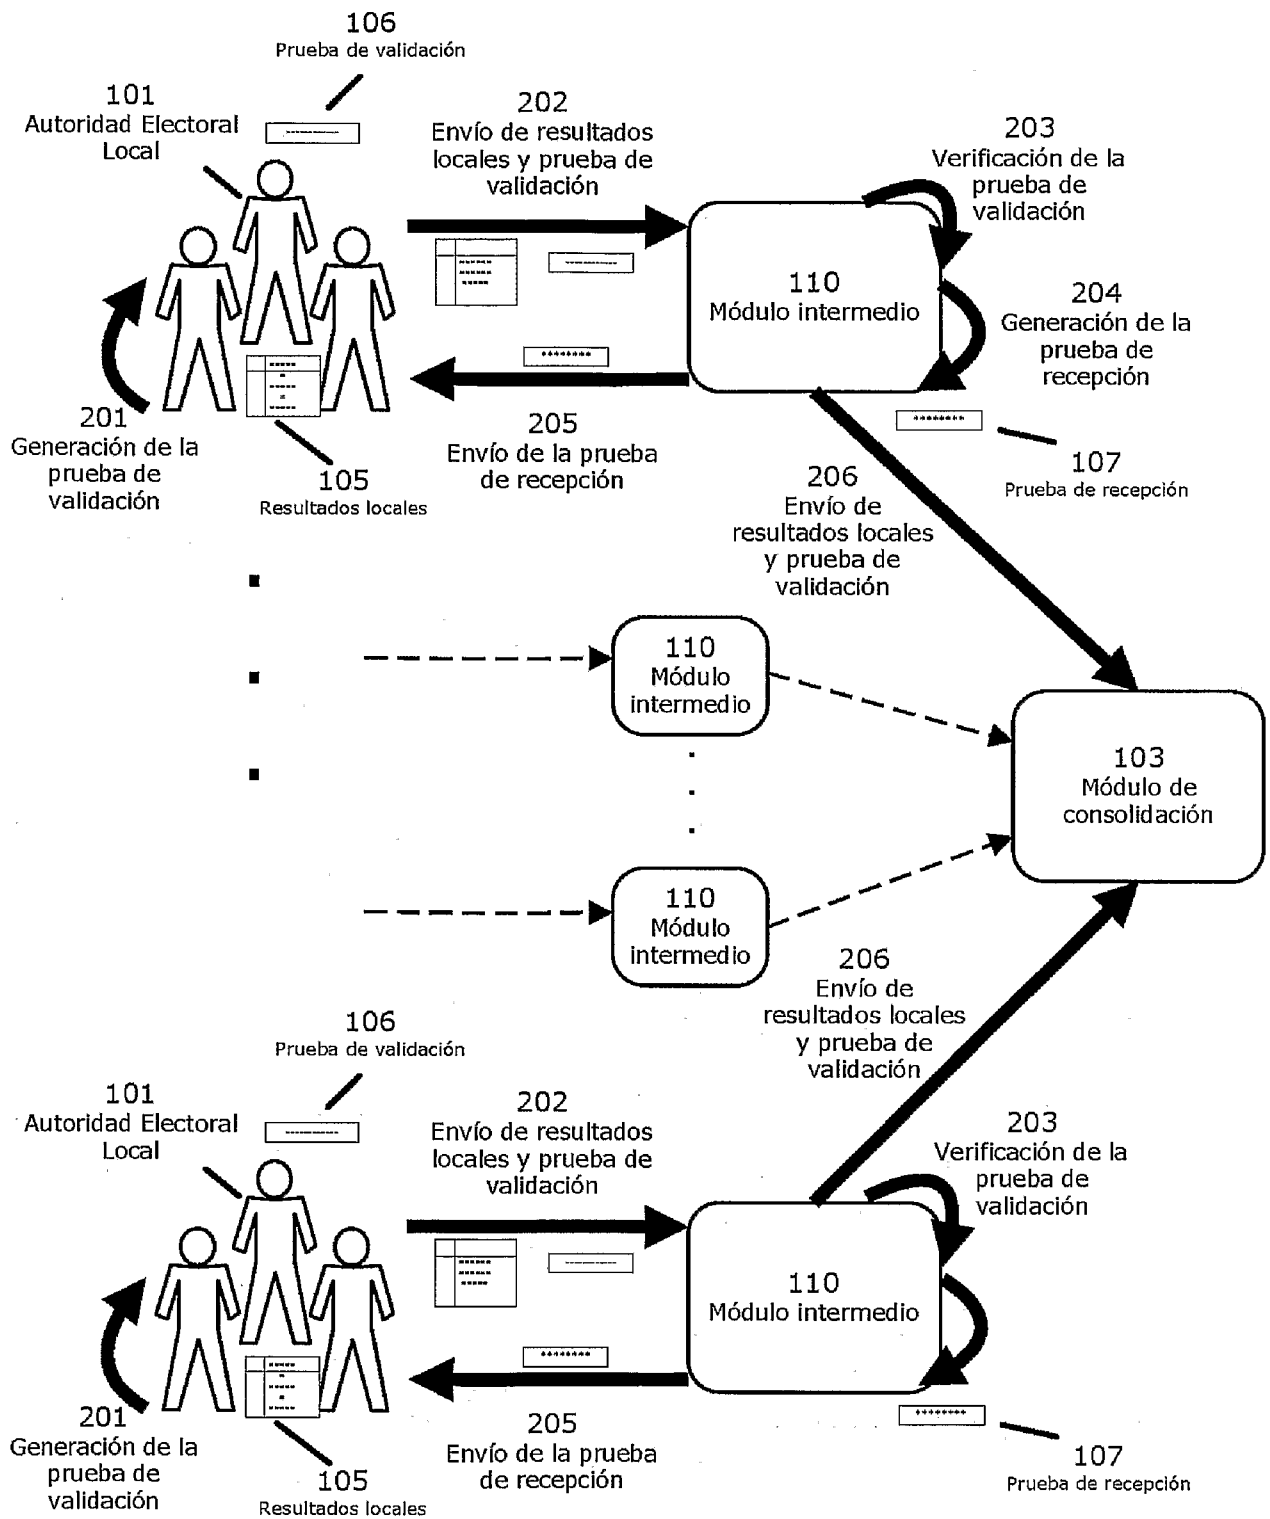 106
Prueba de validación
101
Autoridad Electoral
Local
202
Envío de resultados
locales y prueba de
validación
203
Verificación de la
prueba de
validación
110
Módulo intermedio
204
Generación de la
prueba de
recepción
********
********
201
Generación de la
prueba de
validación
105
Resultados locales
205
Envío de la prueba
de recepción
107
Prueba de recepción
206
Envío de
resultados locales
y prueba de
validación
110
Módulo
intermedio
103
Módulo de
consolidación
110
Módulo
intermedio
206
Envío de
resultados locales
y prueba de
validación
106
Prueba de validación
101
Autoridad Electoral
Local
202
Envío de resultados
locales y prueba de
validación
203
Verificación de la
prueba de
validación
110
Módulo intermedio
********
********
201
Generación de la
prueba de
validación
105
Resultados locales
205
Envío de la prueba
de recepción
107
Prueba de recepción